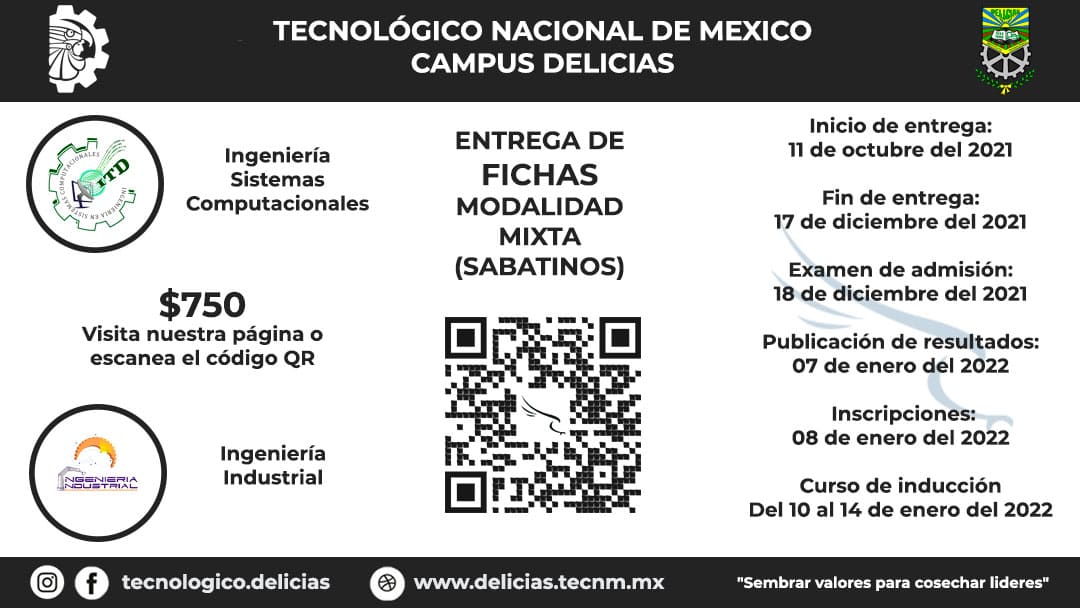 TECNOLÓGICO NACIONAL DE MEXICO
CAMPUS DELICIAS
DELICIAS
INGENIERIA EN SISTEMAS COMPUTACIONALES
ITD
Ingeniería
Sistemas
Computacionales
$750
Visita nuestra página o
escanea el código QR
INGENIERIA
INDUSTRIAL
Ingeniería
Industrial
ENTREGA DE
FICHAS
MODALIDAD
MIXTA
(SABATINOS)
Inicio de entrega:
11 de octubre del 2021
Fin de entrega:
17 de diciembre del 2021
Examen de admisión:
18 de diciembre del 2021
Publicación de resultados:
07 de enero del 2022
Inscripciones:
08 de enero del 2022
Curso de inducción
Del 10 al 14 de enero del 2022
tecnologico.delicias
www.delicias.tecnm.mx
"Sembrar valores para cosechar lideres"